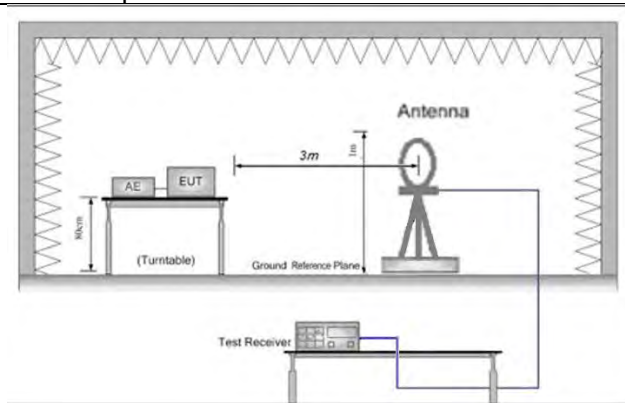 Antenna
3m
1m
AE
EUT
80cm
(Turntable)
Ground Reference Plane
Test Receiver